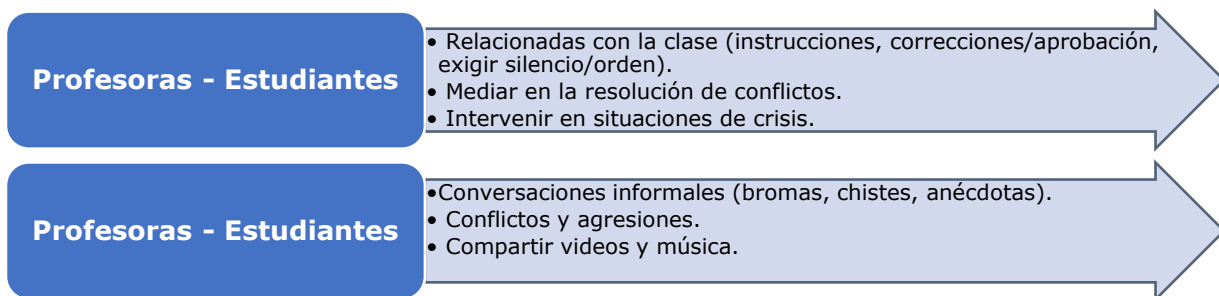 Profesoras - Estudiantes
• Relacionadas con la clase (instrucciones, correcciones/aprobación,
exigir silencio/orden).
• Mediar en la resolución de conflictos.
• Intervenir en situaciones de crisis.
Profesoras - Estudiantes
•Conversaciones informales (bromas, chistes, anécdotas).
• Conflictos y agresiones.
• Compartir videos y música.